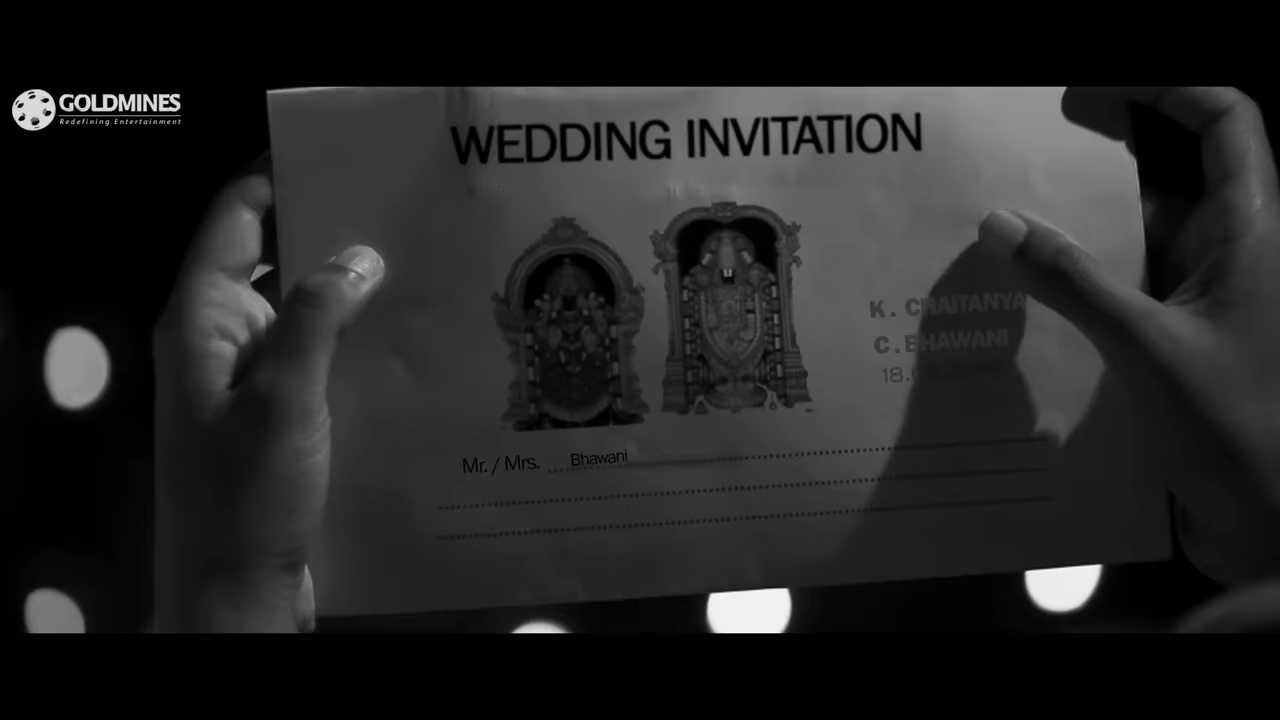 GOLDMINES
Redefining Entertainment
WEDDING INVITATION
K. CHAITANYA
C. BHAWANI
Mr. / Mrs. Bhawani